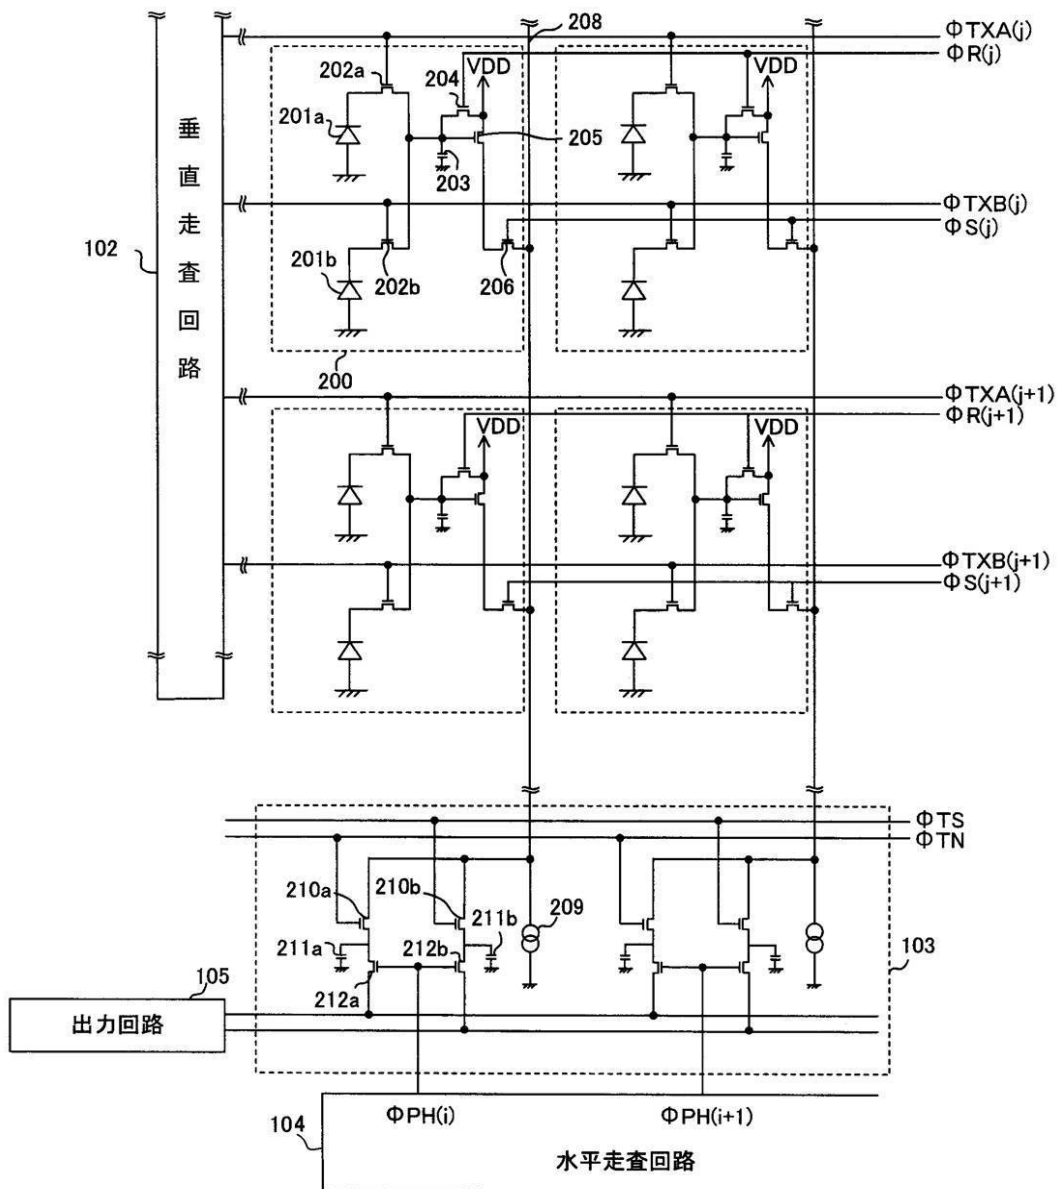 208
ΦTXA(j)
ΦR(j)
202a
204
VDD
VDD
201a
205
203
垂直走査回路
ΦTXB(j)
ΦS(j)
102
201b
202b
206
200
ΦTXA(j+1)
ΦR(j+1)
VDD
VDD
ΦTXB(j+1)
ΦS(j+1)
ΦTS
ΦTN
210a
210b
211b
209
211a
212b
103
212a
105
出力回路
ΦPH(i)
ΦPH(i+1)
104
水平走査回路